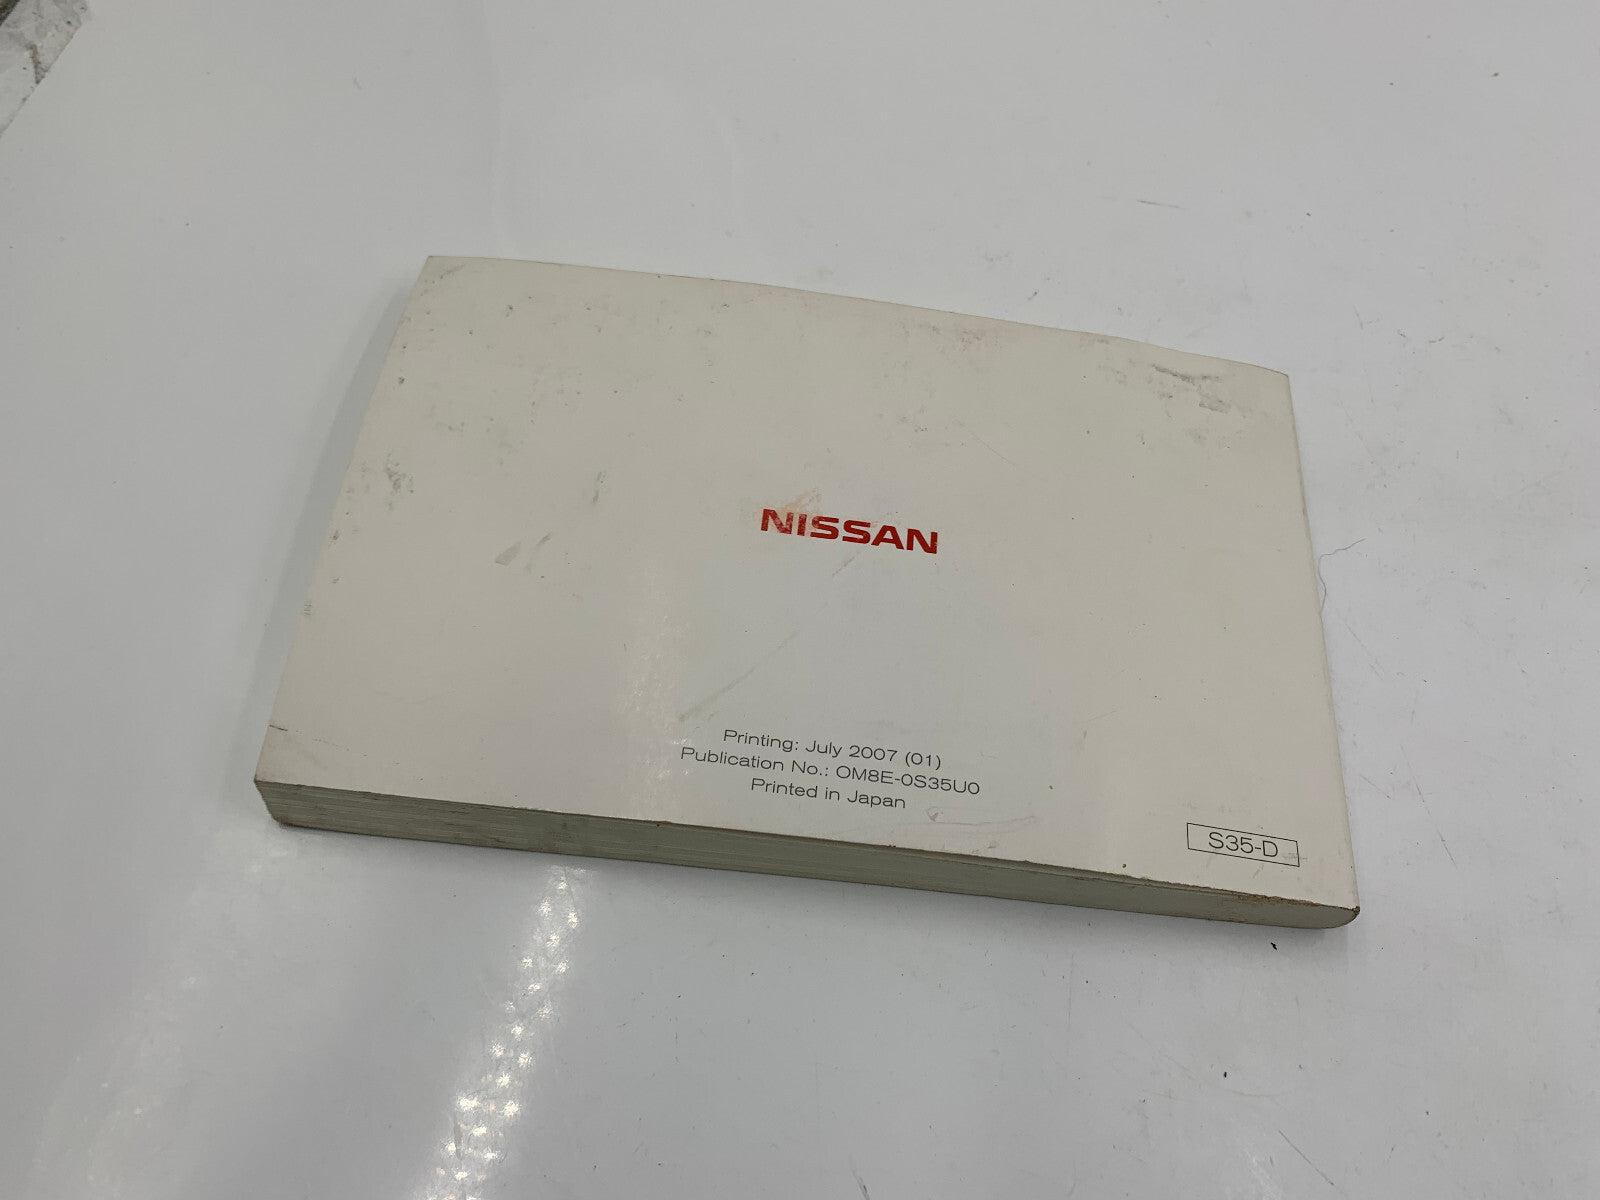 NISSAN
Printing: July 2007 (01)
Publication No.: OM8E-0S35U0
Printed in Japan
S35-D